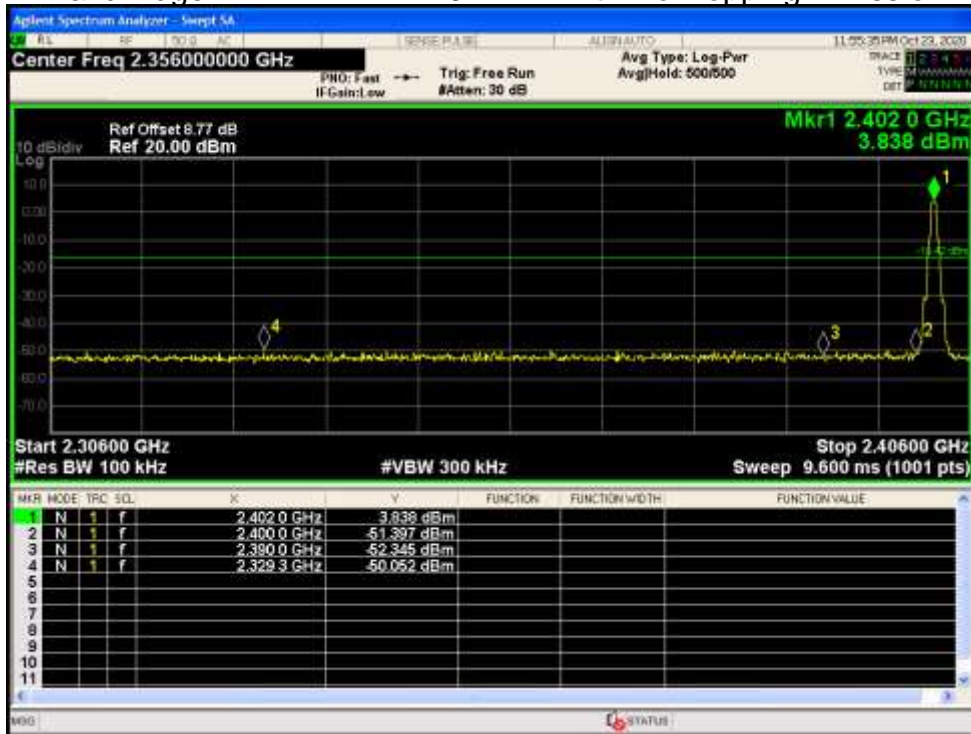 Agilent Spectrum Analyzer - Swept SA
RL RF 50 Ω AC SENSE:PULSE ALIGN AUTO 11:55:35 PM Oct 23, 2020
Center Freq 2.356000000 GHz
PNO: Fast
IFGain:Low
Trig: Free Run
#Atten: 30 dB
Avg Type: Log-Pwr
Avg|Hold: 500/500
TRACE 1 2 3 4 5
TYPE M
DET P N N N N N
Mkr1 2.402 0 GHz
3.838 dBm
Ref Offset 8.77 dB
10 dB/div Ref 20.00 dBm
Log
10.0
0.00
-10.0
-20.0
-30.0
-40.0
-50.0
-60.0
-70.0
1
4
3
2
Start 2.30600 GHz
Stop 2.40600 GHz
#Res BW 100 kHz
#VBW 300 kHz
Sweep 9.600 ms (1001 pts)
MKR MODE TRC SCL X Y FUNCTION FUNCTION WIDTH FUNCTION VALUE
1 N 1 f 2.402 0 GHz 3.838 dBm
2 N 1 f 2.400 0 GHz -51.397 dBm
3 N 1 f 2.390 0 GHz -52.345 dBm
4 N 1 f 2.329 3 GHz -50.052 dBm
5
6
7
8
9
10
11
MSG STATUS